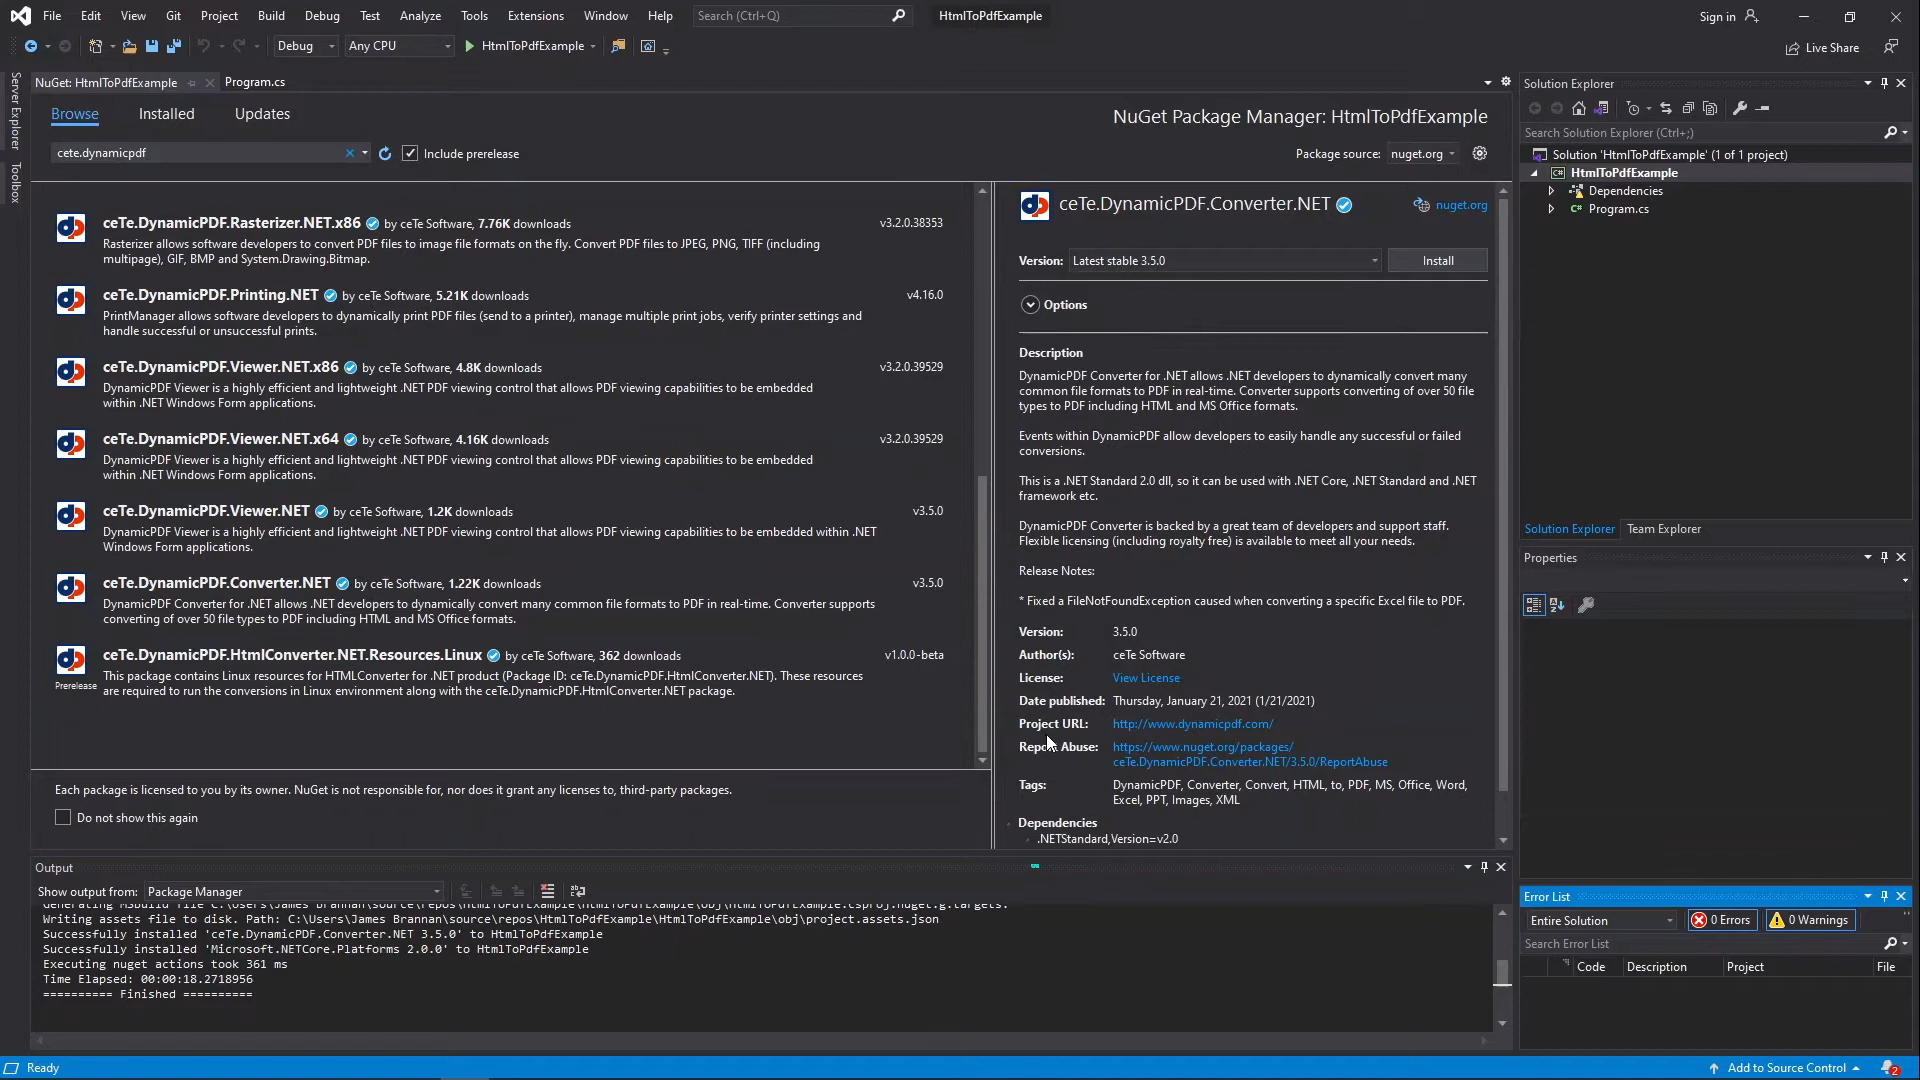 File Edit View Git Project Build Debug Test Analyze Tools Extensions Window Help Search (Ctrl+Q) HtmlToPdfExample Sign in
Debug Any CPU HtmlToPdfExample Live Share
Server Explorer
Toolbox
NuGet: HtmlToPdfExample Program.cs
Browse Installed Updates
NuGet Package Manager: HtmlToPdfExample
cete.dynamicpdf Include prerelease Package source: nuget.org
ceTe.DynamicPDF.Rasterizer.NET.x86 by ceTe Software, 7.76K downloads v3.2.0.38353
Rasterizer allows software developers to convert PDF files to image file formats on the fly. Convert PDF files to JPEG, PNG, TIFF (including
multipage), GIF, BMP and System.Drawing.Bitmap.
ceTe.DynamicPDF.Printing.NET by ceTe Software, 5.21K downloads v4.16.0
PrintManager allows software developers to dynamically print PDF files (send to a printer), manage multiple print jobs, verify printer settings and
handle successful or unsuccessful prints.
ceTe.DynamicPDF.Viewer.NET.x86 by ceTe Software, 4.8K downloads v3.2.0.39529
DynamicPDF Viewer is a highly efficient and lightweight .NET PDF viewing control that allows PDF viewing capabilities to be embedded
within .NET Windows Form applications.
ceTe.DynamicPDF.Viewer.NET.x64 by ceTe Software, 4.16K downloads v3.2.0.39529
DynamicPDF Viewer is a highly efficient and lightweight .NET PDF viewing control that allows PDF viewing capabilities to be embedded
within .NET Windows Form applications.
ceTe.DynamicPDF.Viewer.NET by ceTe Software, 1.2K downloads v3.5.0
DynamicPDF Viewer is a highly efficient and lightweight .NET PDF viewing control that allows PDF viewing capabilities to be embedded within .NET
Windows Form applications.
ceTe.DynamicPDF.Converter.NET by ceTe Software, 1.22K downloads v3.5.0
DynamicPDF Converter for .NET allows .NET developers to dynamically convert many common file formats to PDF in real-time. Converter supports
converting of over 50 file types to PDF including HTML and MS Office formats.
ceTe.DynamicPDF.HtmlConverter.NET.Resources.Linux by ceTe Software, 362 downloads v1.0.0-beta
Prerelease
This package contains Linux resources for HTMLConverter for .NET product (Package ID: ceTe.DynamicPDF.HtmlConverter.NET). These resources
are required to run the conversions in Linux environment along with the ceTe.DynamicPDF.HtmlConverter.NET package.
Each package is licensed to you by its owner. NuGet is not responsible for, nor does it grant any licenses to, third-party packages.
Do not show this again
ceTe.DynamicPDF.Converter.NET nuget.org
Version: Latest stable 3.5.0 Install
Options
Description
DynamicPDF Converter for .NET allows .NET developers to dynamically convert many
common file formats to PDF in real-time. Converter supports converting of over 50 file
types to PDF including HTML and MS Office formats.
Events within DynamicPDF allow developers to easily handle any successful or failed
conversions.
This is a .NET Standard 2.0 dll, so it can be used with .NET Core, .NET Standard and .NET
framework etc.
DynamicPDF Converter is backed by a great team of developers and support staff.
Flexible licensing (including royalty free) is available to meet all your needs.
Release Notes:
* Fixed a FileNotFoundException caused when converting a specific Excel file to PDF.
Version: 3.5.0
Author(s): ceTe Software
License: View License
Date published: Thursday, January 21, 2021 (1/21/2021)
Project URL: http://www.dynamicpdf.com/
Report Abuse: https://www.nuget.org/packages/
ceTe.DynamicPDF.Converter.NET/3.5.0/ReportAbuse
Tags: DynamicPDF, Converter, Convert, HTML, to, PDF, MS, Office, Word,
Excel, PPT, Images, XML
Dependencies
.NETStandard,Version=v2.0
Output
Show output from: Package Manager
Generating MSBuild file C:\Users\James Brannan\source\repos\HtmlToPdfExample\HtmlToPdfExample\obj\HtmlToPdfExample.csproj.nuget.g.targets.
Writing assets file to disk. Path: C:\Users\James Brannan\source\repos\HtmlToPdfExample\HtmlToPdfExample\obj\project.assets.json
Successfully installed 'ceTe.DynamicPDF.Converter.NET 3.5.0' to HtmlToPdfExample
Successfully installed 'Microsoft.NETCore.Platforms 2.0.0' to HtmlToPdfExample
Executing nuget actions took 361 ms
Time Elapsed: 00:00:18.2718956
========== Finished ==========
Solution Explorer
Search Solution Explorer (Ctrl+;)
Solution 'HtmlToPdfExample' (1 of 1 project)
HtmlToPdfExample
Dependencies
Program.cs
Solution Explorer Team Explorer
Properties
Error List
Entire Solution 0 Errors 0 Warnings
Search Error List
Code Description Project File
Ready Add to Source Control 2